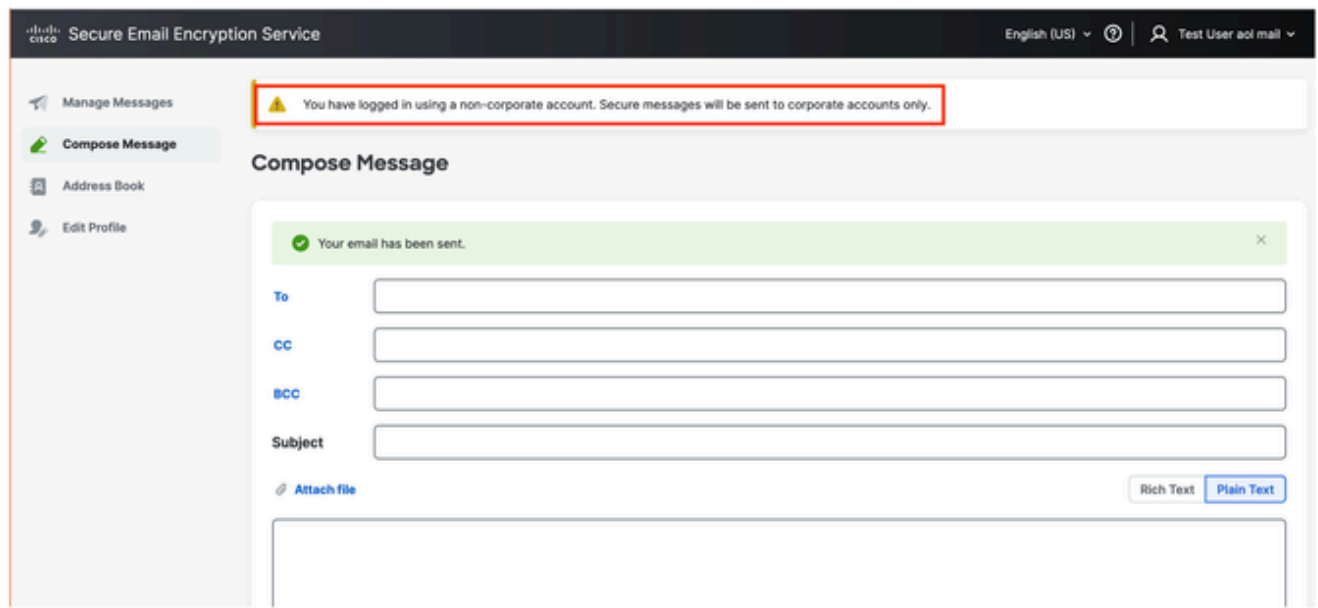 cisco Secure Email Encryption Service
English (US)
Test User aol mail
Manage Messages
Compose Message
Address Book
Edit Profile
You have logged in using a non-corporate account. Secure messages will be sent to corporate accounts only.
Compose Message
Your email has been sent.
To
CC
BCC
Subject
Attach file
Rich Text
Plain Text